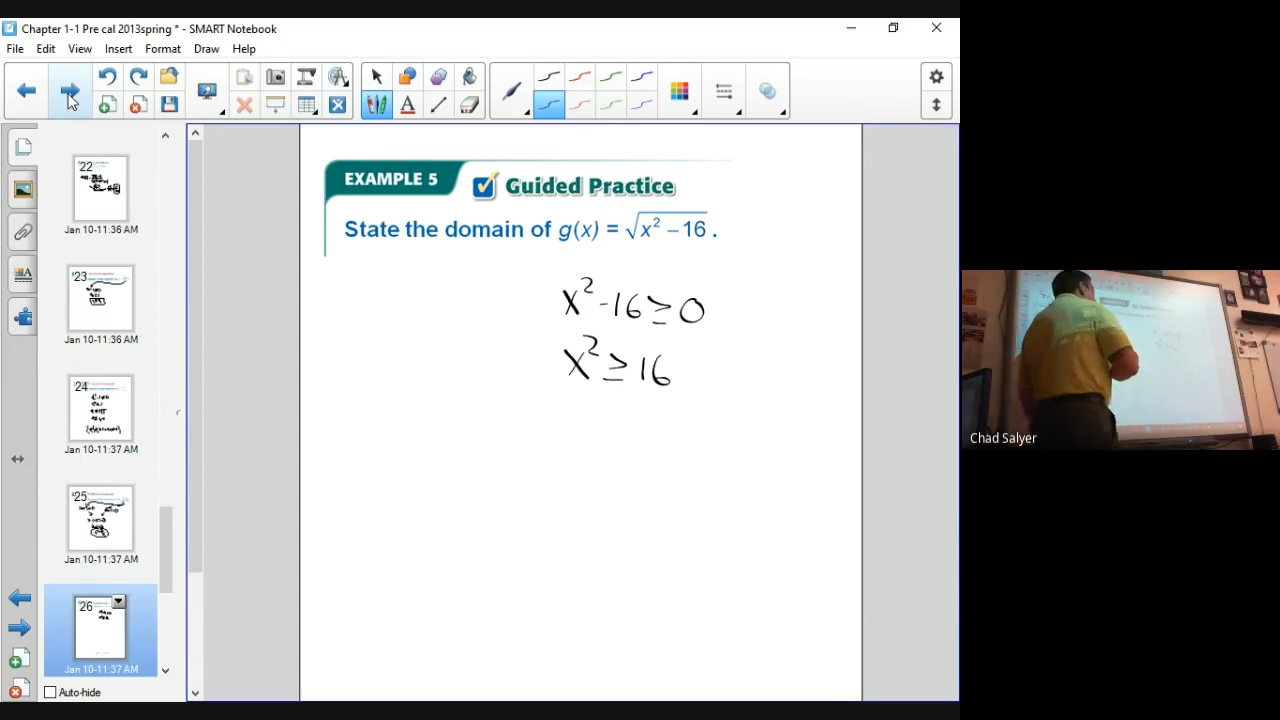 Chapter 1-1 Pre cal 2013spring * - SMART Notebook
File Edit View Insert Format Draw Help
22
Jan 10-11:36 AM
23
Jan 10-11:36 AM
24
Jan 10-11:37 AM
25
Jan 10-11:37 AM
26
Jan 10-11:37 AM
Auto-hide
EXAMPLE 5 Guided Practice
State the domain of g(x) = √x² – 16 .
x² -16 ≥ 0
x² ≥ 16
Chad Salyer